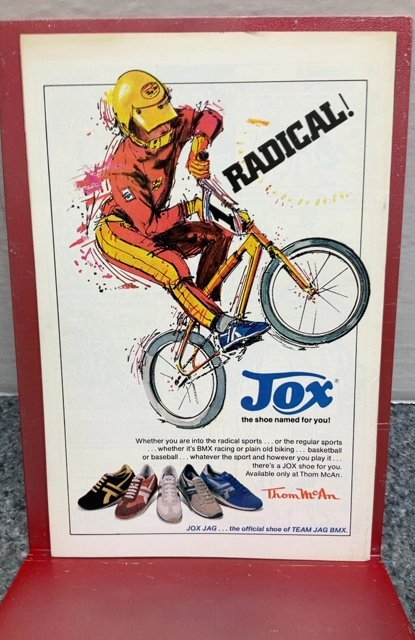 RADICAL!
JOX®
the shoe named for you!
Whether you are into the radical sports . . . or the regular sports
. . . whether it's BMX racing or plain old biking . . . basketball
or baseball . . . whatever the sport and however you play it . . .
there's a JOX shoe for you.
Available only at Thom McAn.
Thom McAn
JOX JAG . . . the official shoe of TEAM JAG BMX.